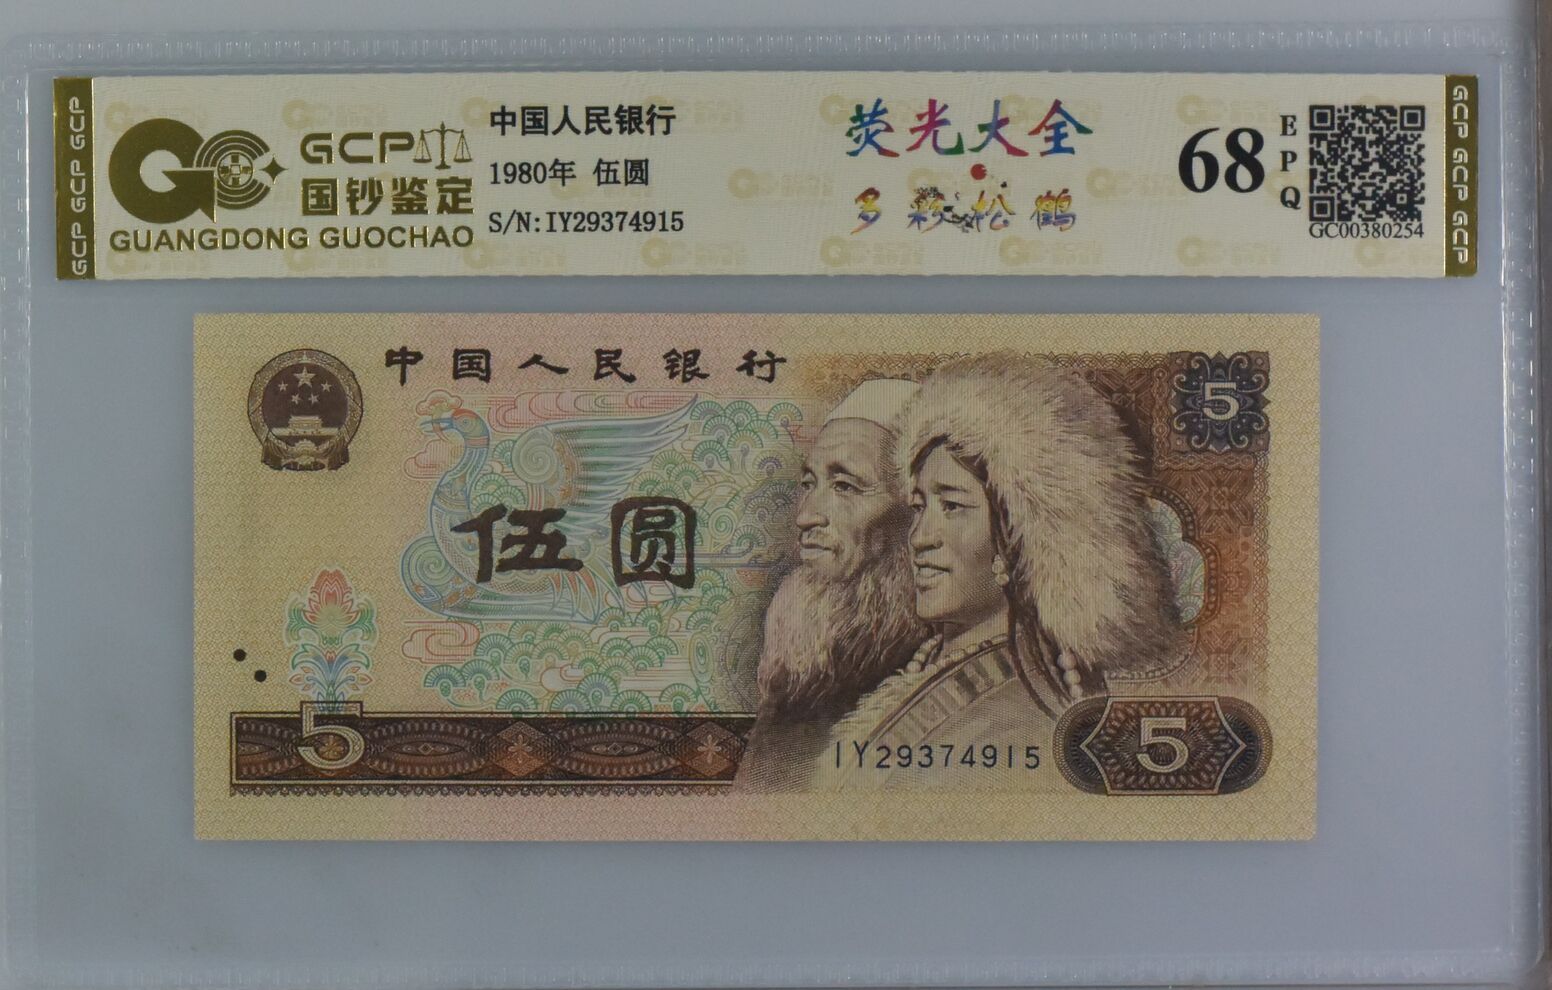 GCP GCP GCP
GCP
国钞鉴定
GUANGDONG GUOCHAO
中国人民银行
1980年 伍圆
S/N:IY29374915
荧光大全
多彩松鹤
68
EPQ
GC00380254
GCP GCP GCP
中国人民银行
5
伍圆
5
IY29374915
5